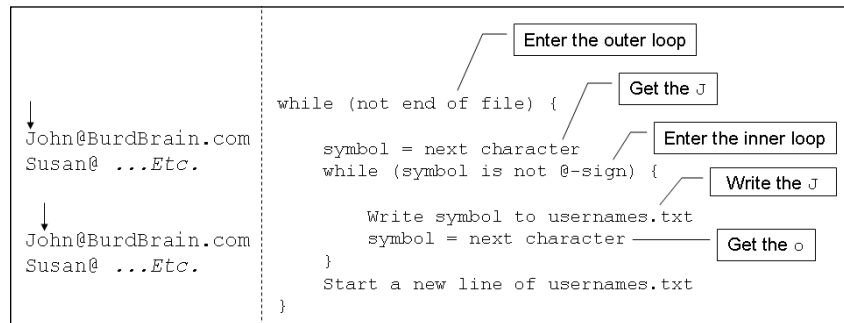 John@BurdBrain.com
Susan@ ...Etc.
John@BurdBrain.com
Susan@ ...Etc.
Enter the outer loop
while (not end of file) {
Get the J
symbol = next character
Enter the inner loop
while (symbol is not @-sign) {
Write the J
Write symbol to usernames.txt
symbol = next character
Get the o
}
Start a new line of usernames.txt
}